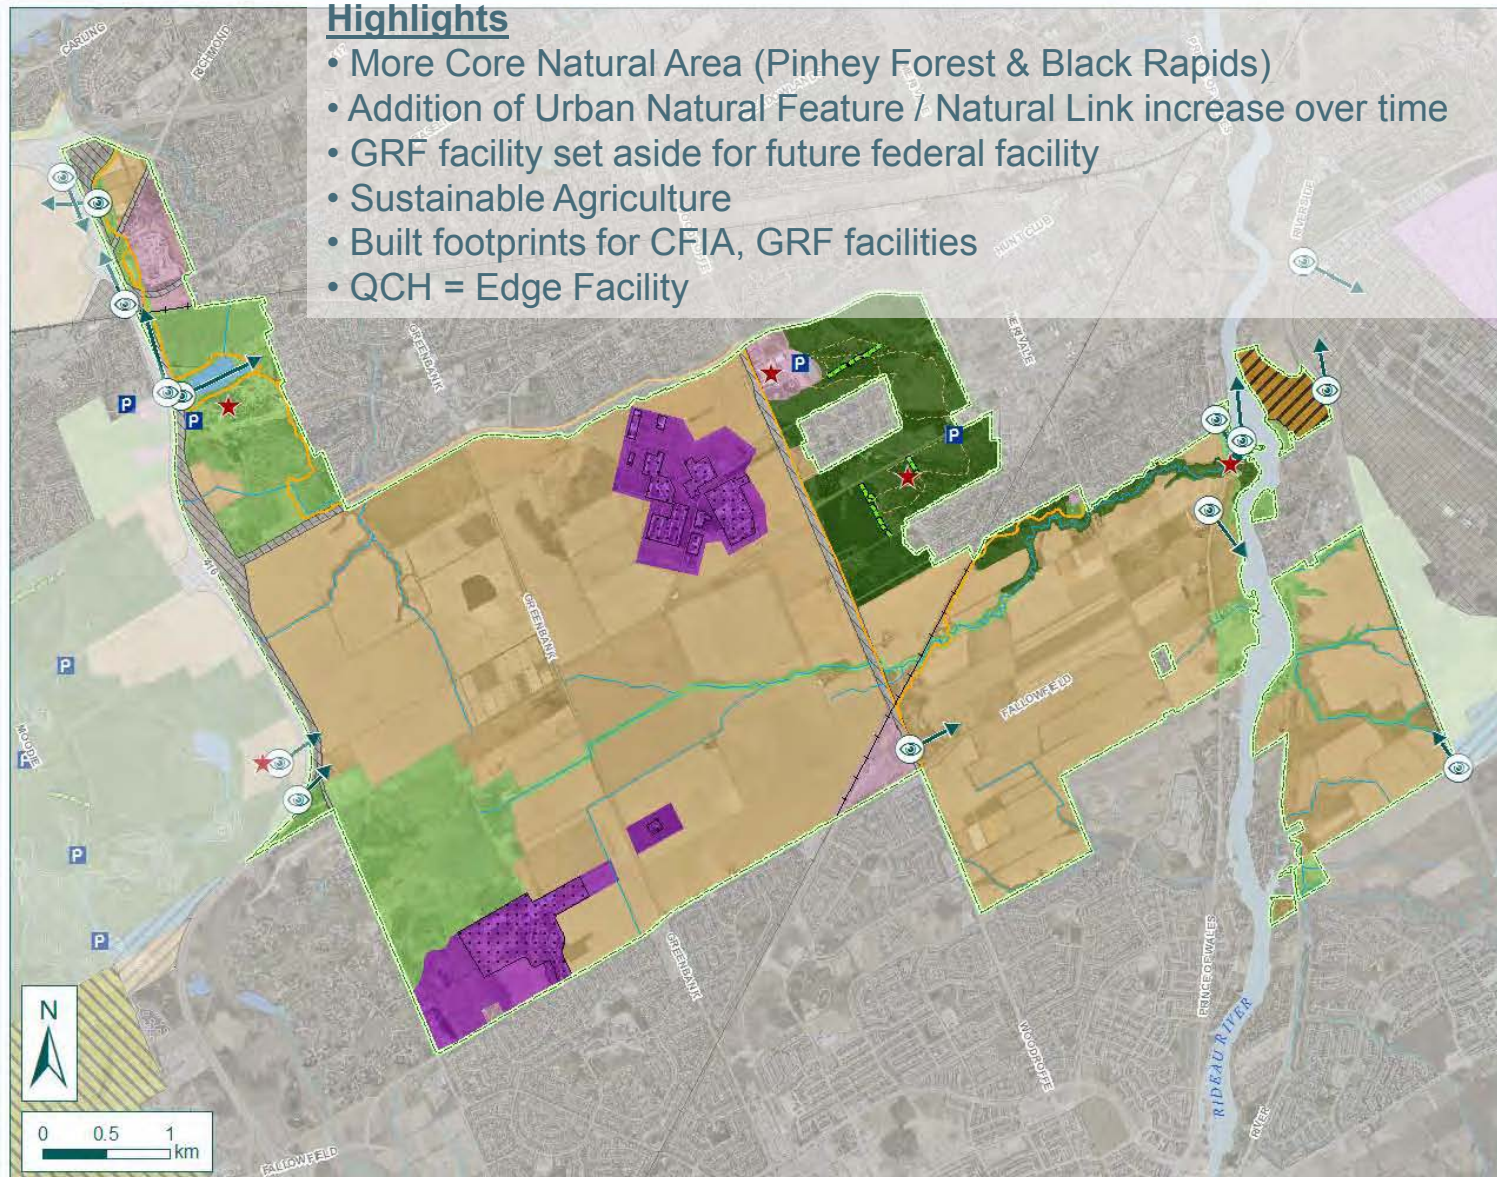 Highlights
• More Core Natural Area (Pinhey Forest & Black Rapids)
• Addition of Urban Natural Feature / Natural Link increase over time
• GRF facility set aside for future federal facility
• Sustainable Agriculture
• Built footprints for CFIA, GRF facilities
• QCH = Edge Facility
CARLING
RICHMOND
HUNT CLUB
RIVERSIDE
GREENBANK
MERIVALE
P
P
P
P
P
416
GREENBANK
FALLOWFIELD
MOODIE
P
P
P
P
GREENBANK
WOODROFFE
PRINCE OF WALES
RIDEAU RIVER
RIVER
FALLOWFIELD
N
0 0.5 1
km